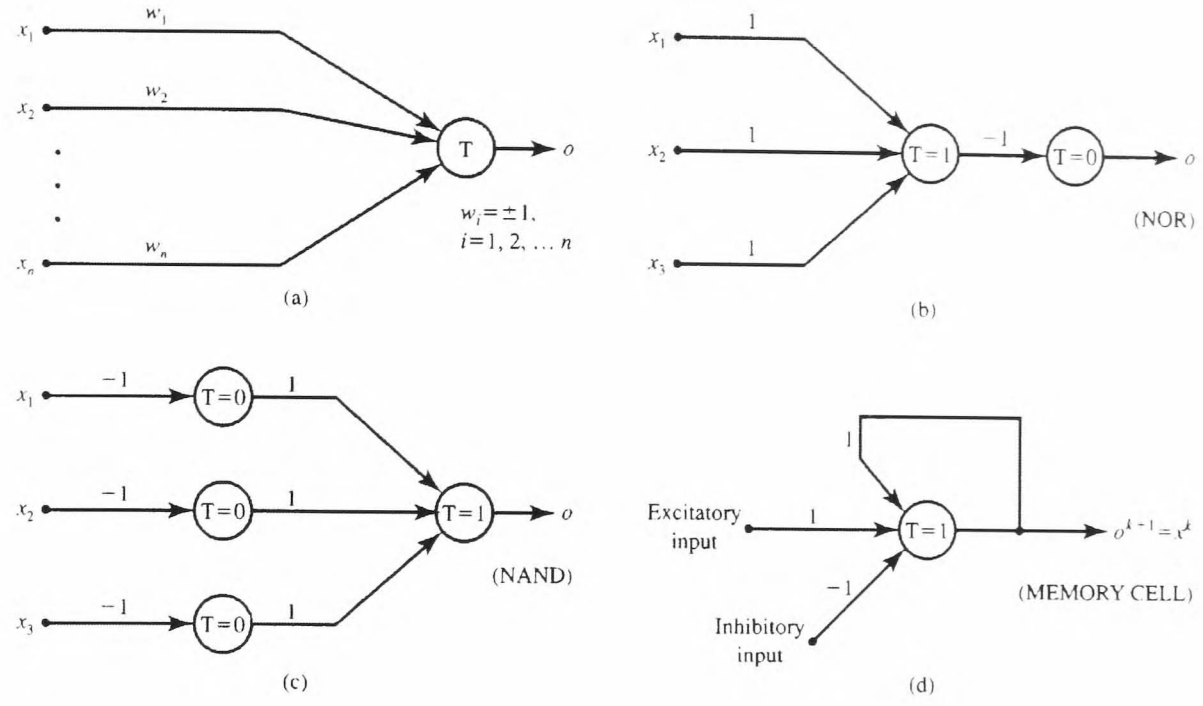 x₁ w₁
x₂ w₂
xₙ wₙ
T
o
wᵢ = ±1,
i = 1, 2, … n
(a)
x₁ 1
x₂ 1
x₃ 1
T = 1
−1
T = 0
o
(NOR)
(b)
x₁ −1 T = 0 1
x₂ −1 T = 0 1
x₃ −1 T = 0 1
T = 1
o
(NAND)
(c)
1
Excitatory
input
1
T = 1
oᵏ⁺¹ = xᵏ
−1
(MEMORY CELL)
Inhibitory
input
(d)